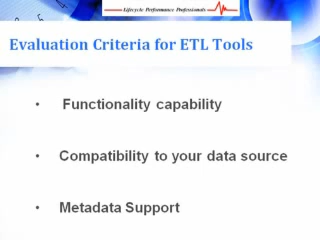 Lifecycle Performance Professionals
Evaluation Criteria for ETL Tools
• Functionality capability
• Compatibility to your data source
• Metadata Support